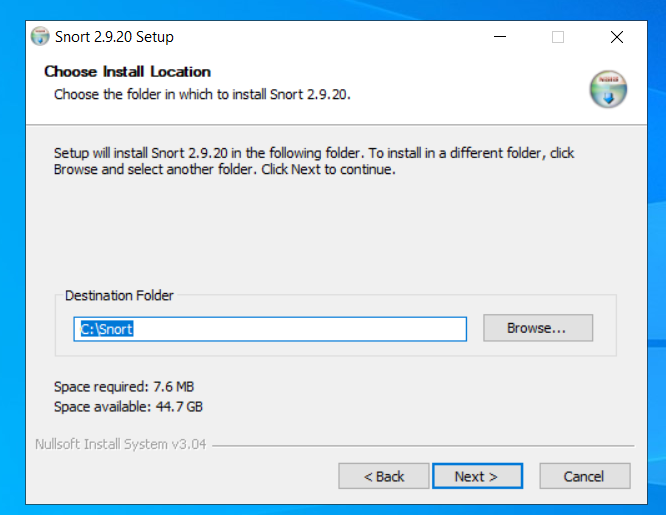 Snort 2.9.20 Setup
Choose Install Location
Choose the folder in which to install Snort 2.9.20.
Setup will install Snort 2.9.20 in the following folder. To install in a different folder, click
Browse and select another folder. Click Next to continue.
Destination Folder
C:\Snort
Browse...
Space required: 7.6 MB
Space available: 44.7 GB
Nullsoft Install System v3.04
< Back
Next >
Cancel